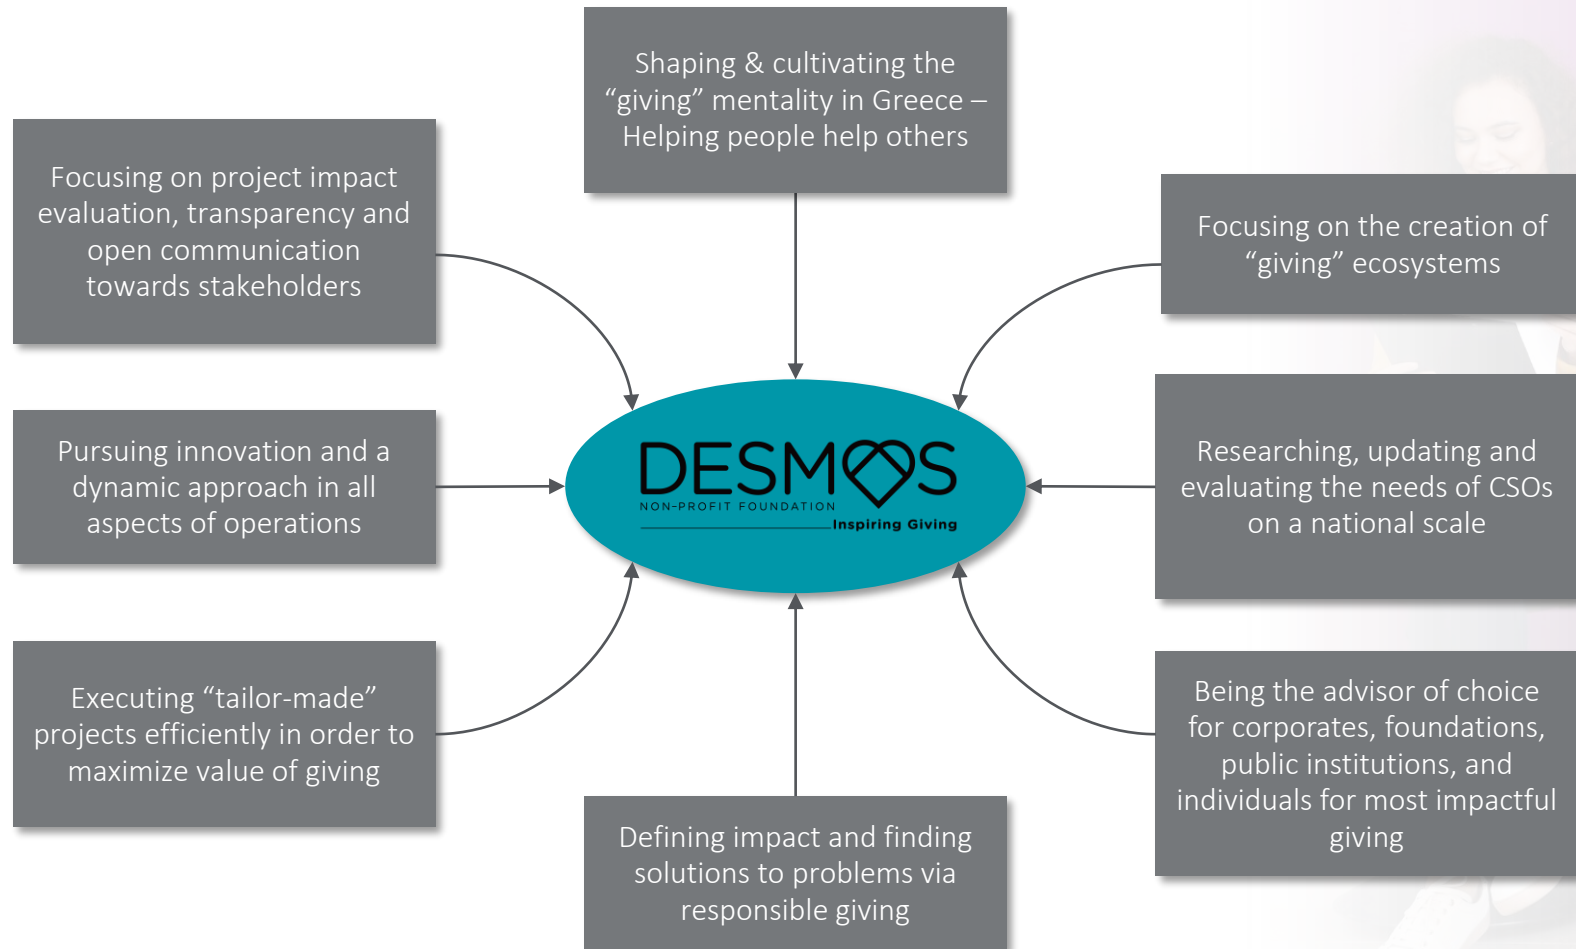 Shaping & cultivating the
“giving” mentality in Greece –
Helping people help others
Focusing on project impact
evaluation, transparency and
open communication
towards stakeholders
Focusing on the creation of
“giving” ecosystems
Pursuing innovation and a
dynamic approach in all
aspects of operations
DESMOS
NON-PROFIT FOUNDATION
Inspiring Giving
Researching, updating and
evaluating the needs of CSOs
on a national scale
Executing “tailor-made”
projects efficiently in order to
maximize value of giving
Being the advisor of choice
for corporates, foundations,
public institutions, and
individuals for most impactful
giving
Defining impact and finding
solutions to problems via
responsible giving